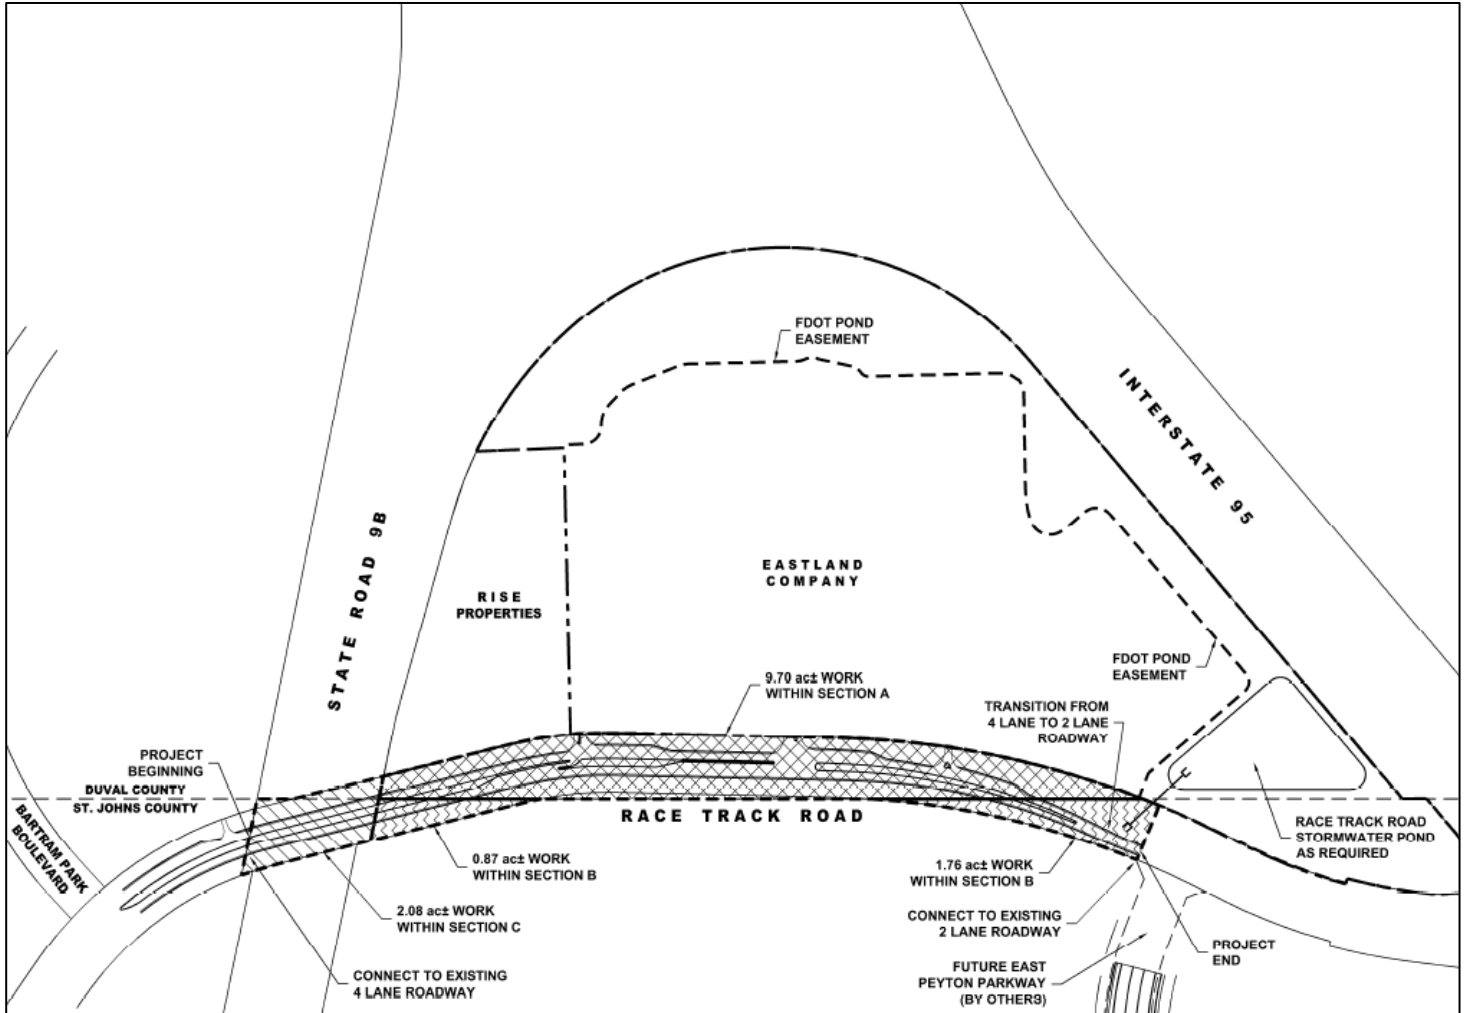 FDOT POND
EASEMENT
INTERSTATE 95
STATE ROAD 9B
EASTLAND
COMPANY
RISE
PROPERTIES
FDOT POND
EASEMENT
9.70 ac± WORK
WITHIN SECTION A
TRANSITION FROM
4 LANE TO 2 LANE
ROADWAY
PROJECT
BEGINNING
DUVAL COUNTY
ST. JOHNS COUNTY
BARTRAM PARK
BOULEVARD
RACE TRACK ROAD
RACE TRACK ROAD
STORMWATER POND
AS REQUIRED
0.87 ac± WORK
WITHIN SECTION B
1.76 ac± WORK
WITHIN SECTION B
2.08 ac± WORK
WITHIN SECTION C
CONNECT TO EXISTING
2 LANE ROADWAY
PROJECT
END
CONNECT TO EXISTING
4 LANE ROADWAY
FUTURE EAST
PEYTON PARKWAY
(BY OTHERS)